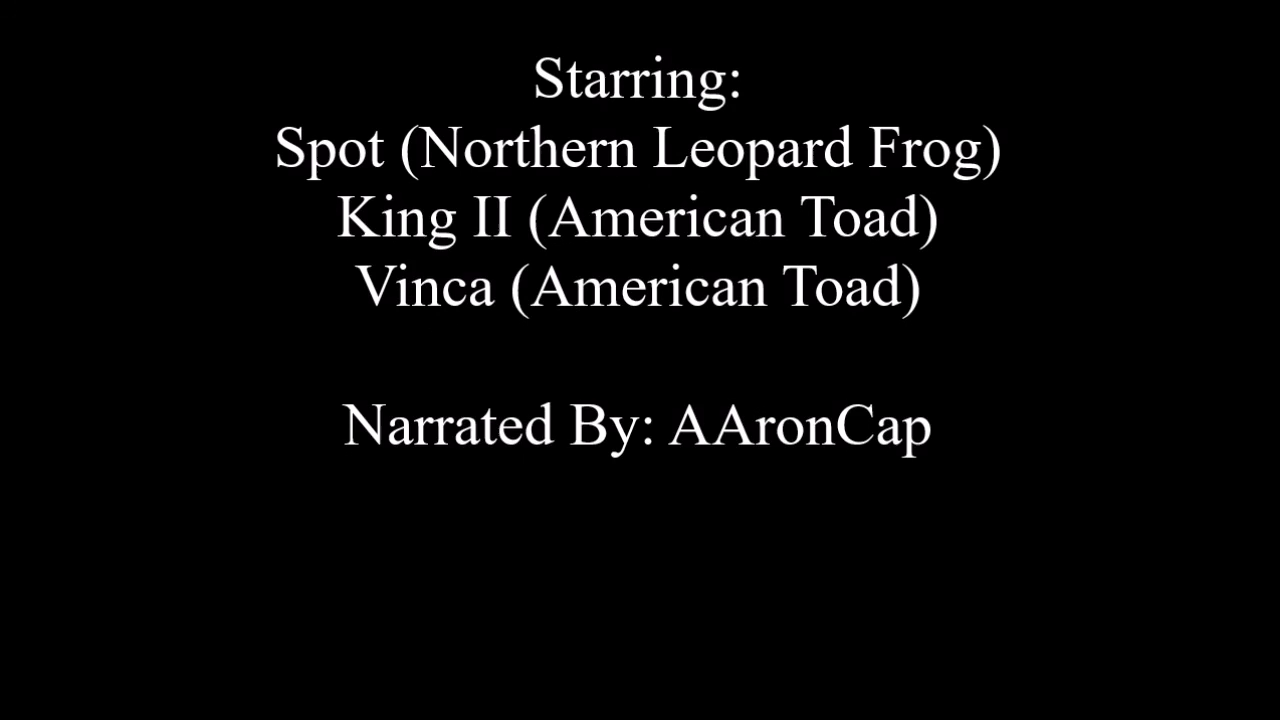 Starring:
Spot (Northern Leopard Frog)
King II (American Toad)
Vinca (American Toad)
Narrated By: AAronCap